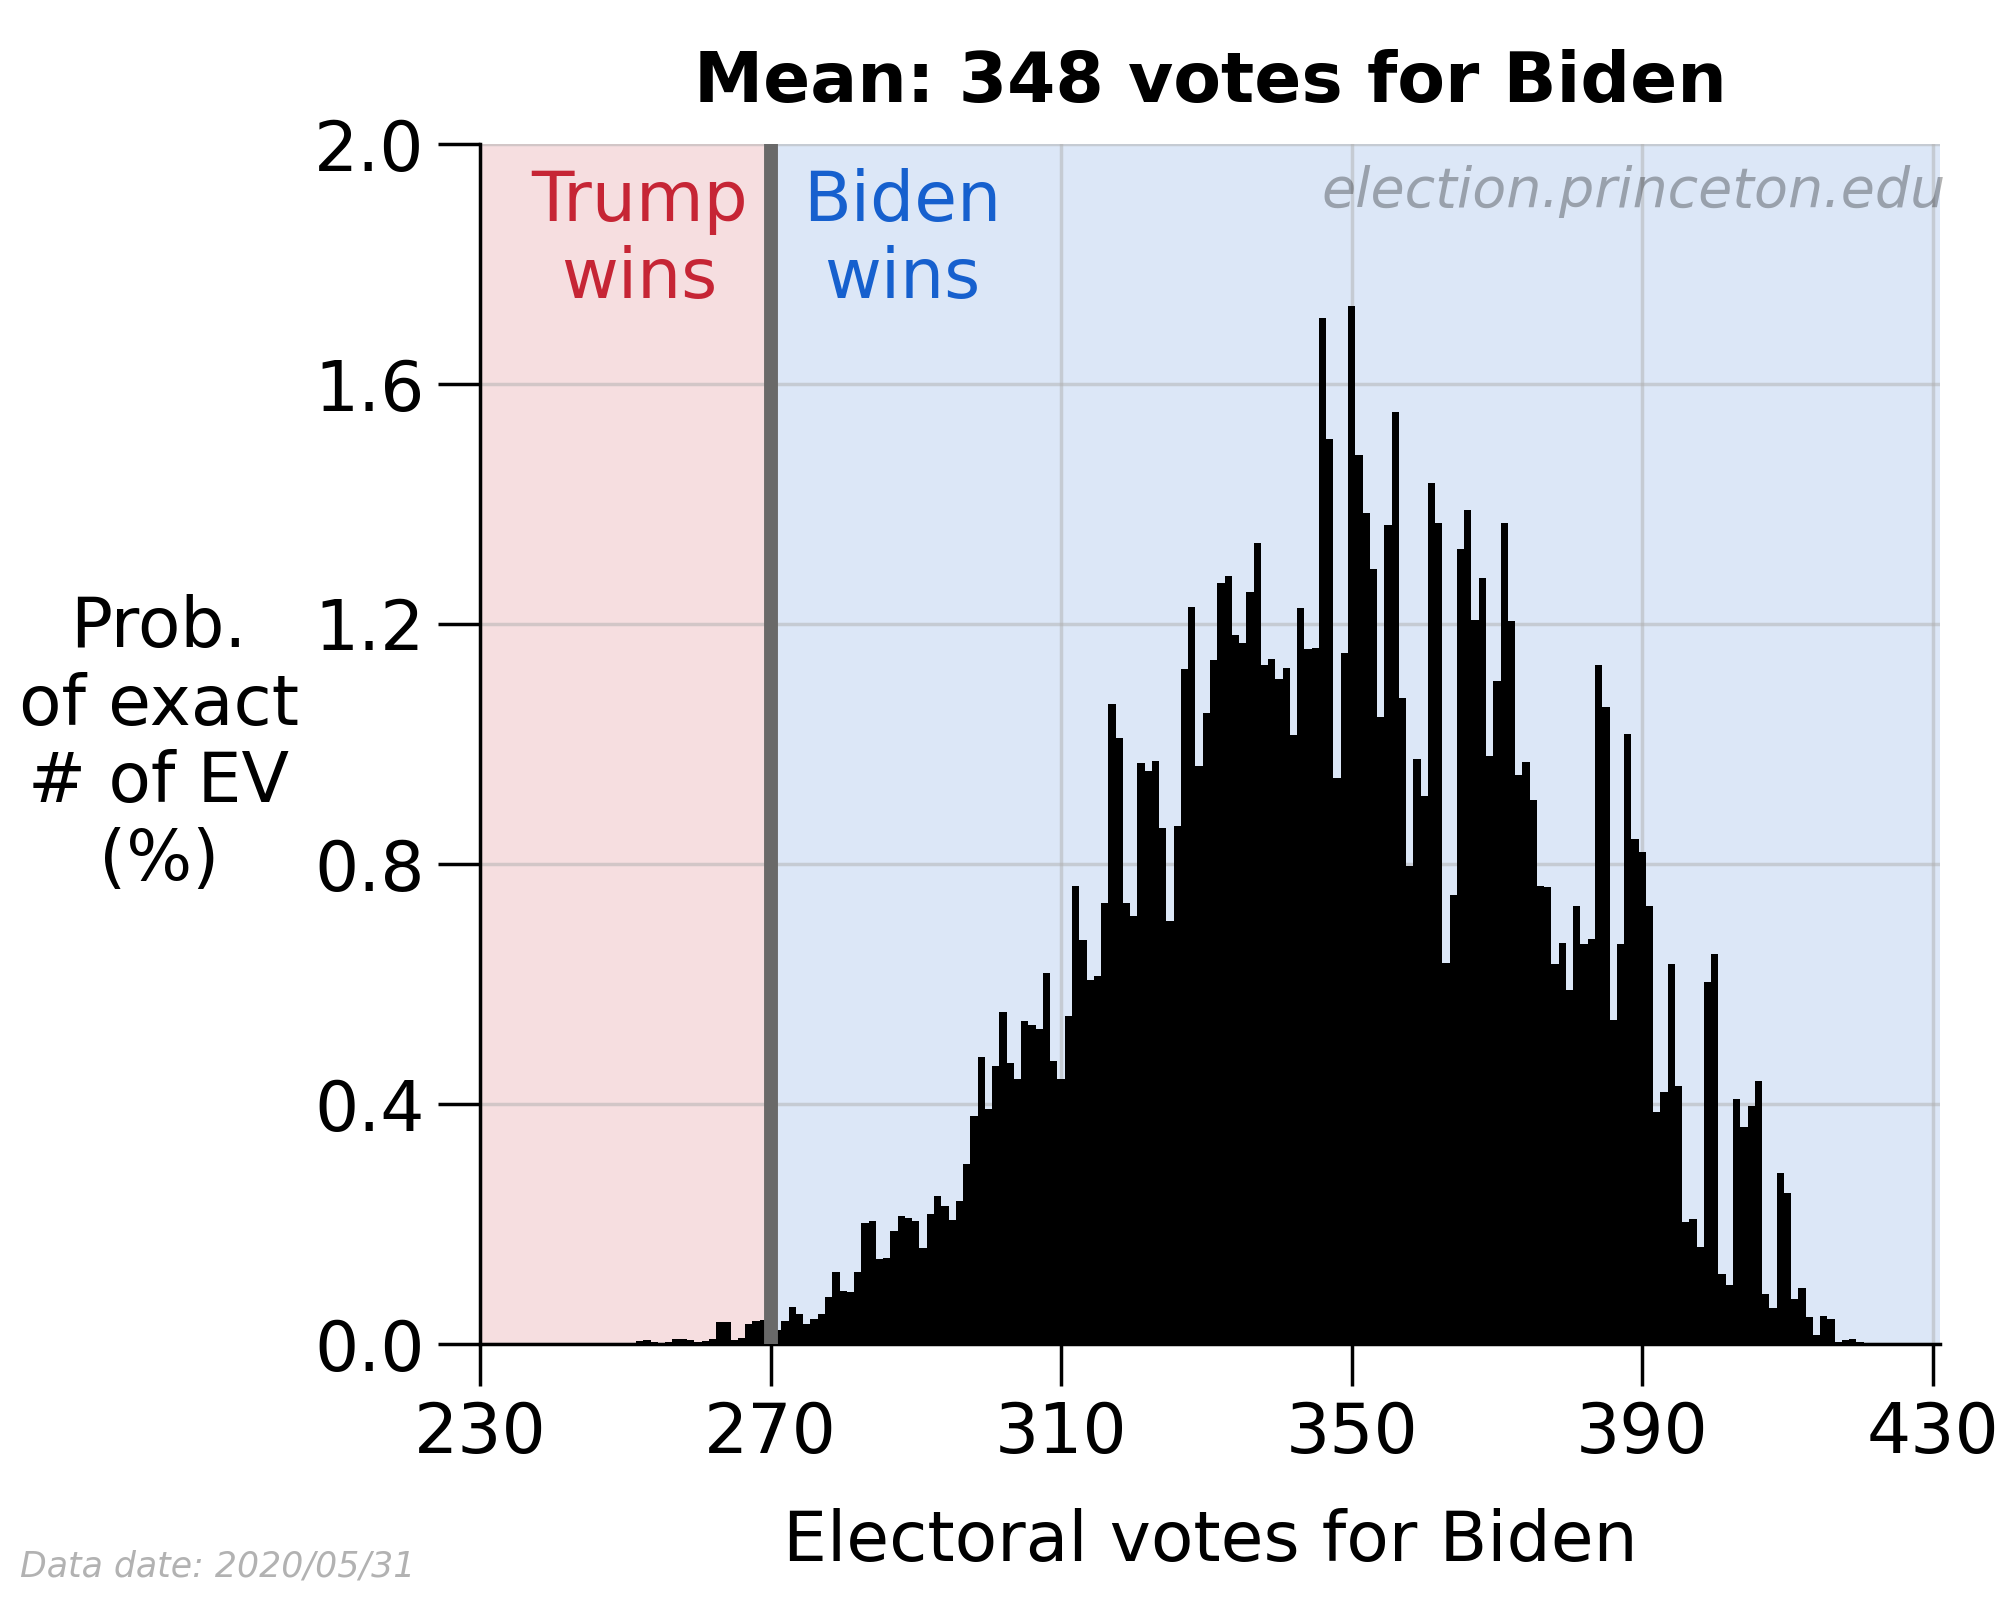 Mean: 348 votes for Biden
election.princeton.edu
Trump
wins
Biden
wins
Prob.
of exact
# of EV
(%)
2.0
1.6
1.2
0.8
0.4
0.0
230 270 310 350 390 430
Electoral votes for Biden
Data date: 2020/05/31